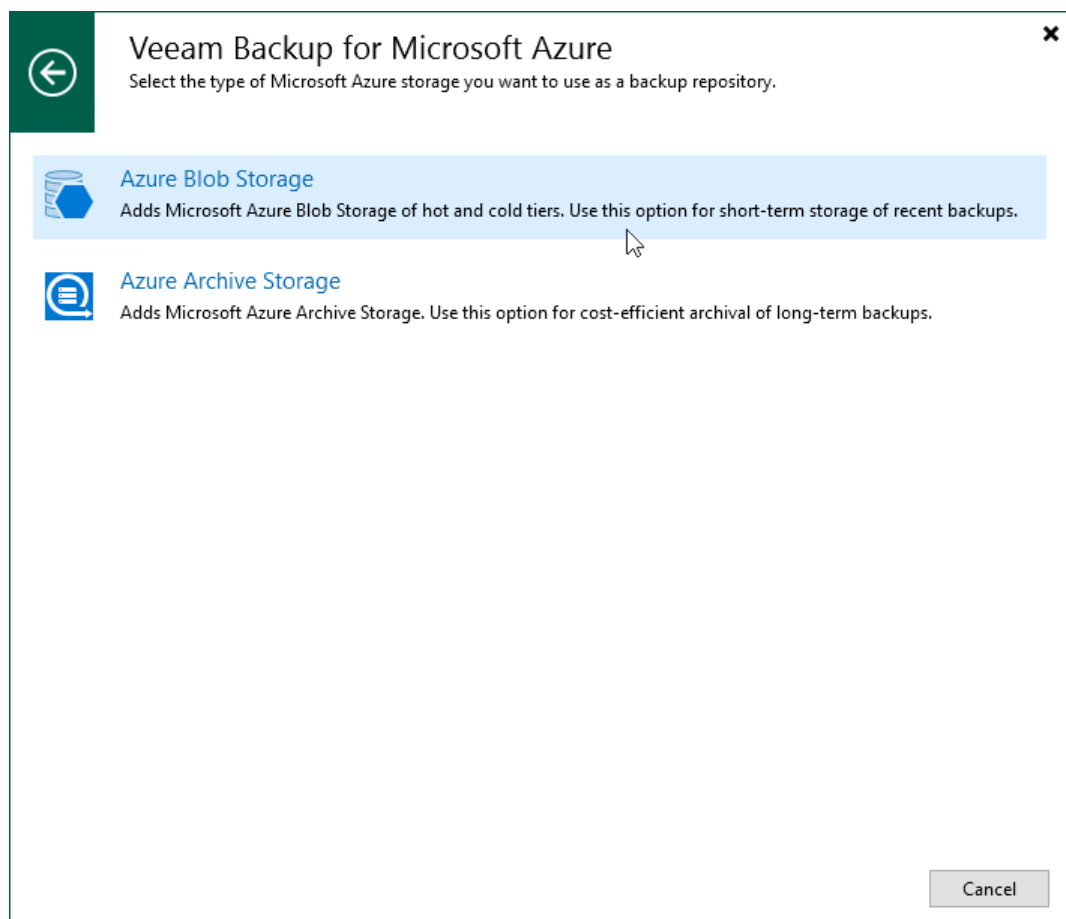 Veeam Backup for Microsoft Azure
Select the type of Microsoft Azure storage you want to use as a backup repository.
Azure Blob Storage
Adds Microsoft Azure Blob Storage of hot and cold tiers. Use this option for short-term storage of recent backups.
Azure Archive Storage
Adds Microsoft Azure Archive Storage. Use this option for cost-efficient archival of long-term backups.
Cancel